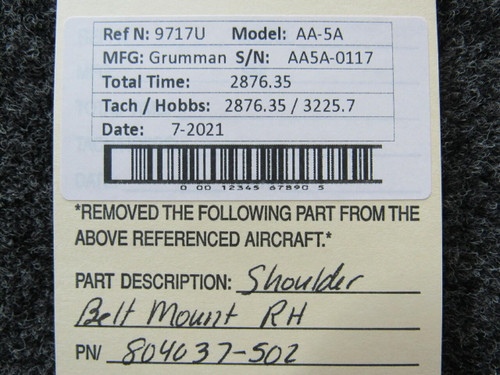 Ref N: 9717U Model: AA-5A
MFG: Grumman S/N: AA5A-0117
Total Time: 2876.35
Tach / Hobbs: 2876.35 / 3225.7
Date: 7-2021
0 00 12345 67890 5
*REMOVED THE FOLLOWING PART FROM THE
ABOVE REFERENCED AIRCRAFT.*
PART DESCRIPTION: Shoulder
Belt Mount RH
PN/ 804037-502